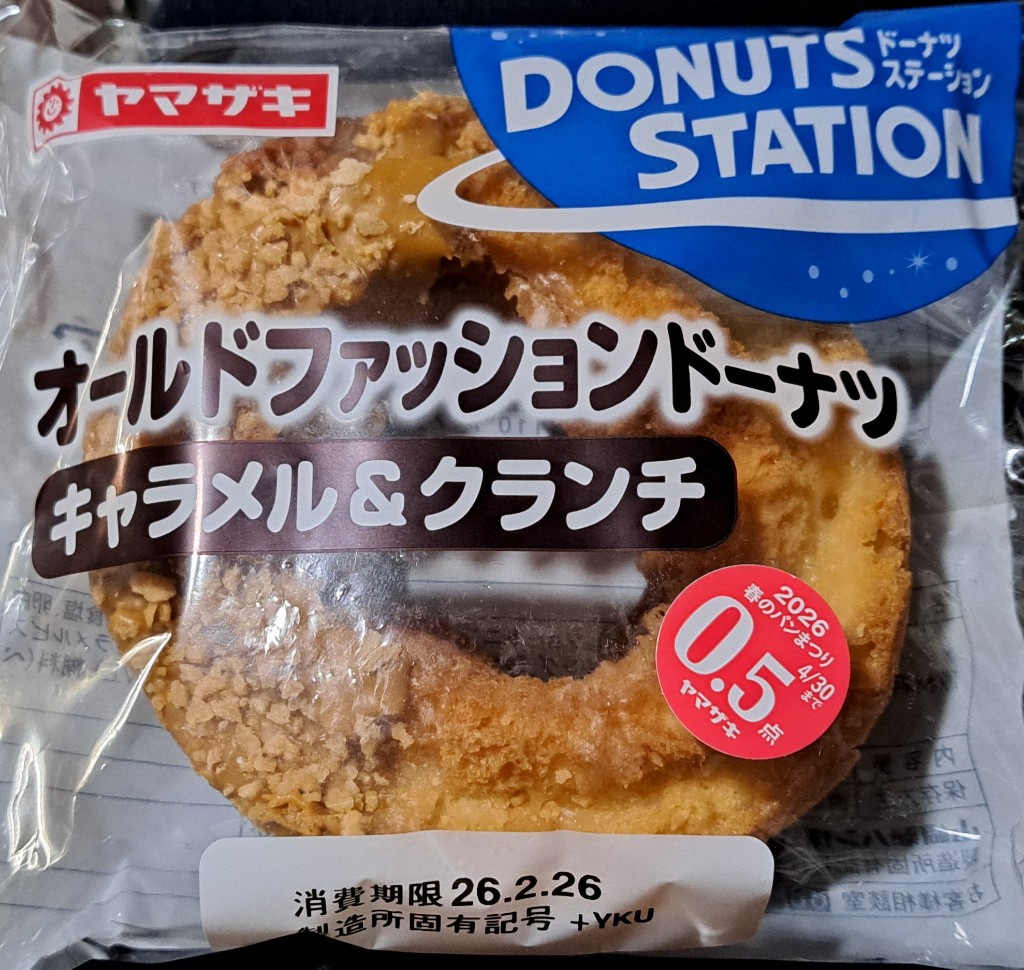 ヤマザキ
DONUTS
STATION
ドーナツ
ステーション
オールドファッションドーナツ
キャラメル&クランチ
2026
春のパンまつり
4/30
まで
0.5
点
ヤマザキ
消費期限 26.2.26
製造所固有記号 +YKU